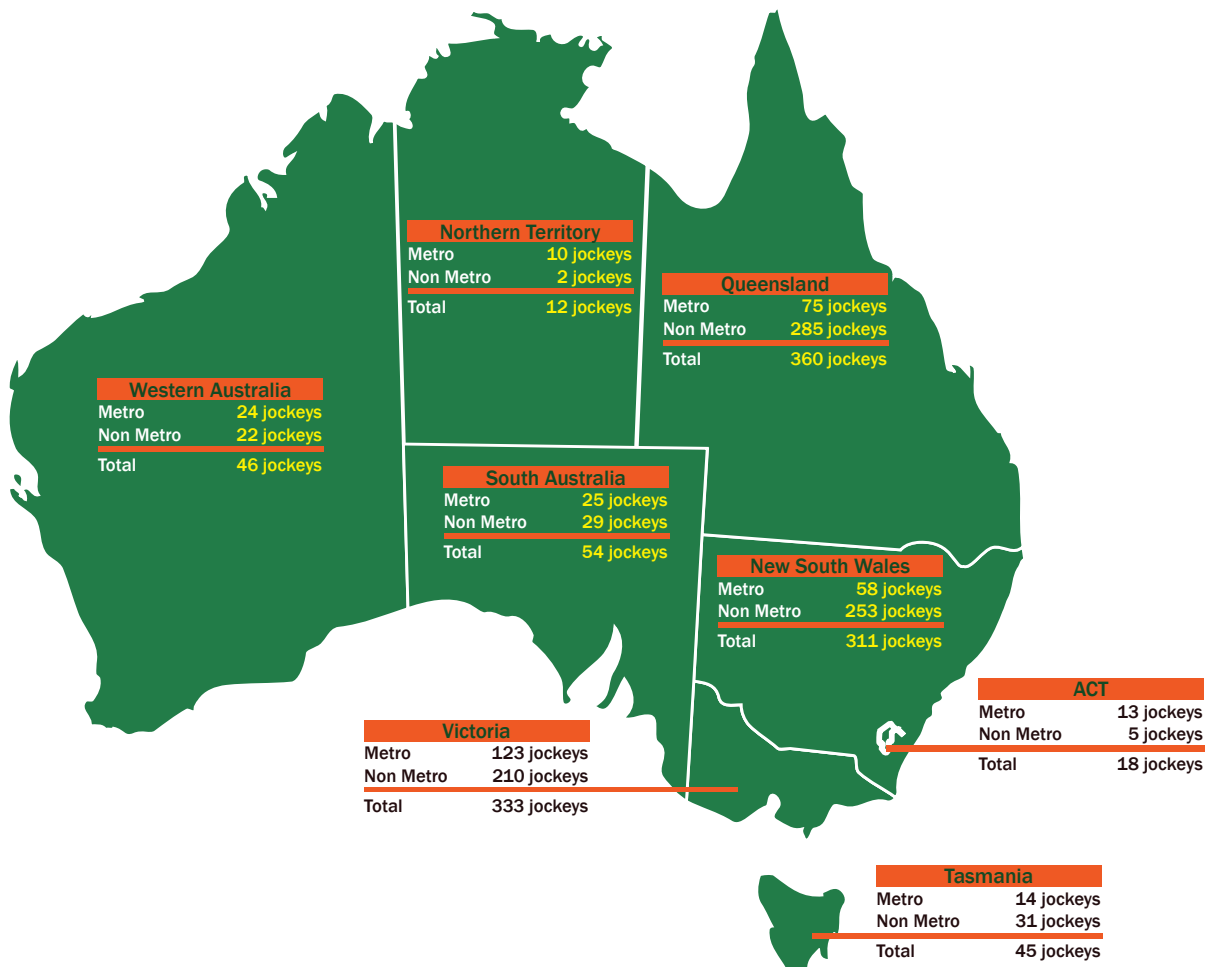 Northern Territory
Metro 10 jockeys
Non Metro 2 jockeys
Total 12 jockeys
Queensland
Metro 75 jockeys
Non Metro 285 jockeys
Total 360 jockeys
Western Australia
Metro 24 jockeys
Non Metro 22 jockeys
Total 46 jockeys
South Australia
Metro 25 jockeys
Non Metro 29 jockeys
Total 54 jockeys
New South Wales
Metro 58 jockeys
Non Metro 253 jockeys
Total 311 jockeys
ACT
Metro 13 jockeys
Non Metro 5 jockeys
Total 18 jockeys
Victoria
Metro 123 jockeys
Non Metro 210 jockeys
Total 333 jockeys
Tasmania
Metro 14 jockeys
Non Metro 31 jockeys
Total 45 jockeys